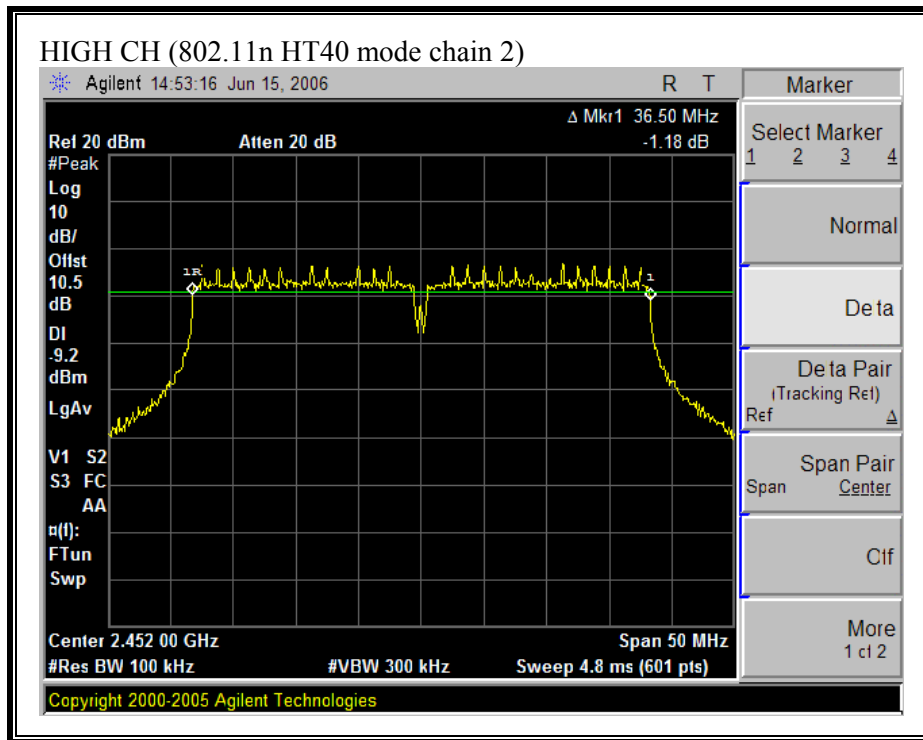 HIGH CH (802.11n HT40 mode chain 2)
Agilent 14:53:16 Jun 15, 2006 R T
Marker
Δ Mkr1 36.50 MHz
Ref 20 dBm Atten 20 dB -1.18 dB
#Peak
Log
10
dB/
Offst
10.5
dB
DI
-9.2
dBm
LgAv
V1 S2
S3 FC
AA
¤(f):
FTun
Swp
1R
1
Center 2.452 00 GHz Span 50 MHz
#Res BW 100 kHz #VBW 300 kHz Sweep 4.8 ms (601 pts)
Copyright 2000-2005 Agilent Technologies
Select Marker
1 2 3 4
Normal
Delta
Delta Pair
(Tracking Ref)
Ref Δ
Span Pair
Span Center
Off
More
1 of 2